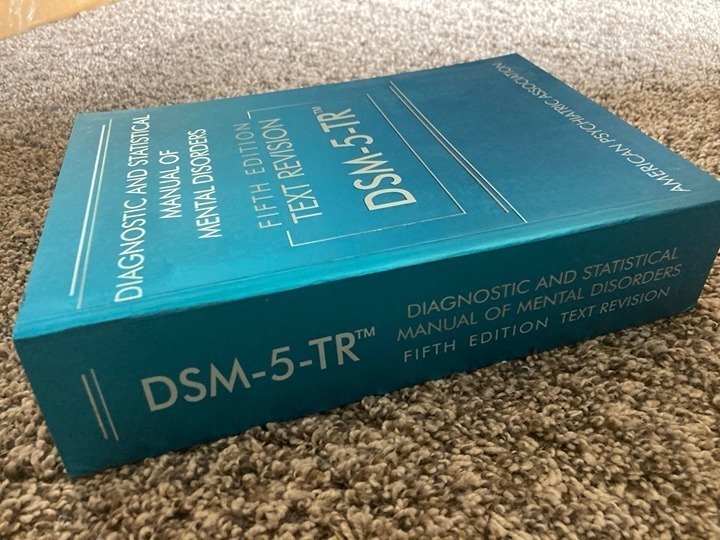 DIAGNOSTIC AND STATISTICAL
MANUAL OF
MENTAL DISORDERS
FIFTH EDITION
TEXT REVISION
DSM-5-TR™
AMERICAN PSYCHIATRIC ASSOCIATION
DSM-5-TR™
DIAGNOSTIC AND STATISTICAL
MANUAL OF MENTAL DISORDERS
FIFTH EDITION TEXT REVISION